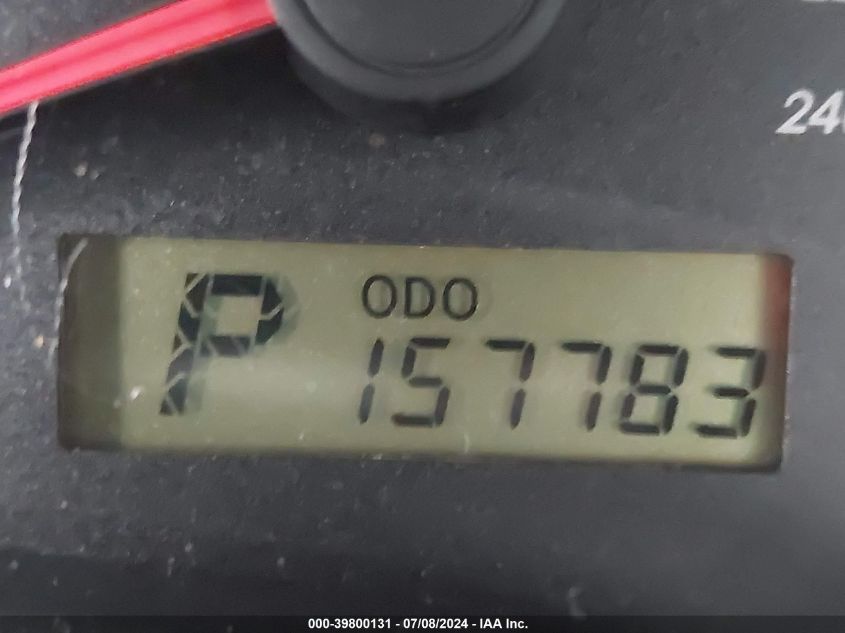 24
P ODO
157783
000-39800131 - 07/08/2024 - IAA Inc.